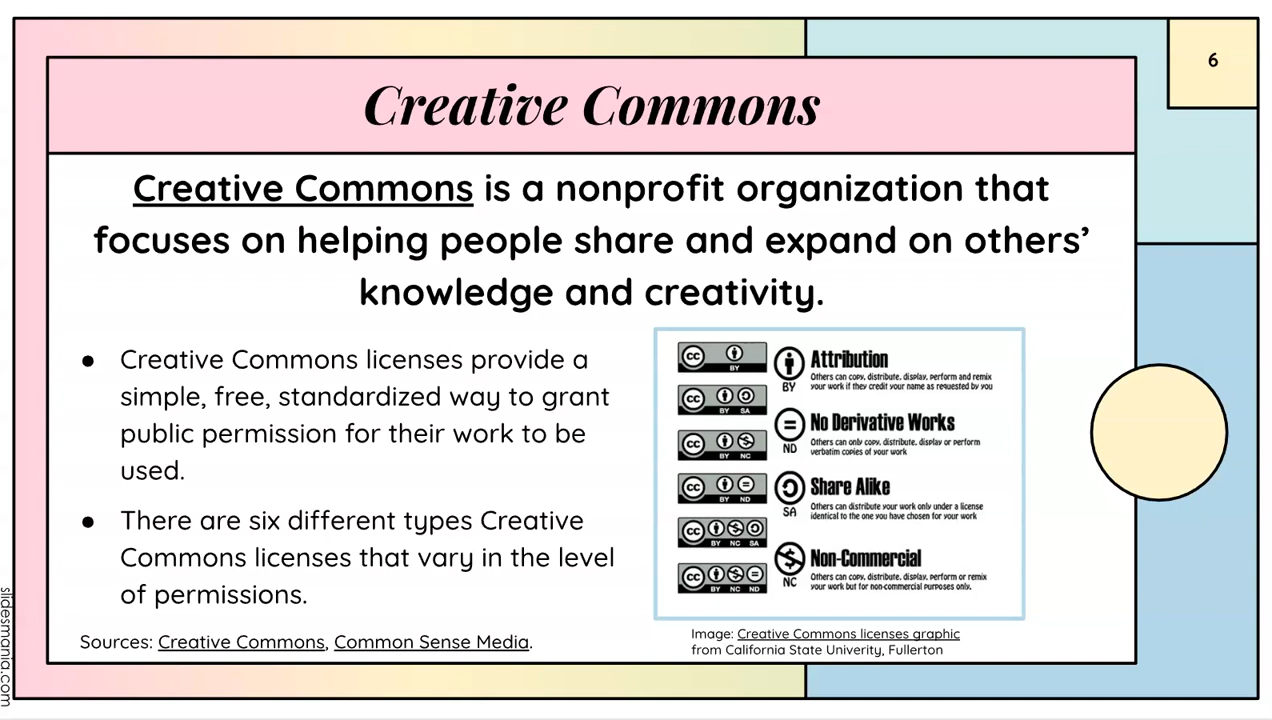 6
Creative Commons
Creative Commons is a nonprofit organization that
focuses on helping people share and expand on others’
knowledge and creativity.
● Creative Commons licenses provide a
simple, free, standardized way to grant
public permission for their work to be
used.
● There are six different types Creative
Commons licenses that vary in the level
of permissions.
Sources: Creative Commons, Common Sense Media.
cc
BY
cc
BY SA
cc
BY NC
cc
BY ND
cc
BY NC SA
cc
BY NC ND
BY
Attribution
Others can copy, distribute, display, perform and remix
your work if they credit your name as requested by you
ND
No Derivative Works
Others can only copy, distribute, display or perform
verbatim copies of your work
SA
Share Alike
Others can distribute your work only under a license
identical to the one you have chosen for your work
NC
Non-Commercial
Others can copy, distribute, display, perform or remix
your work but for non-commercial purposes only.
Image: Creative Commons licenses graphic
from California State Univerity, Fullerton
slidesmania.com